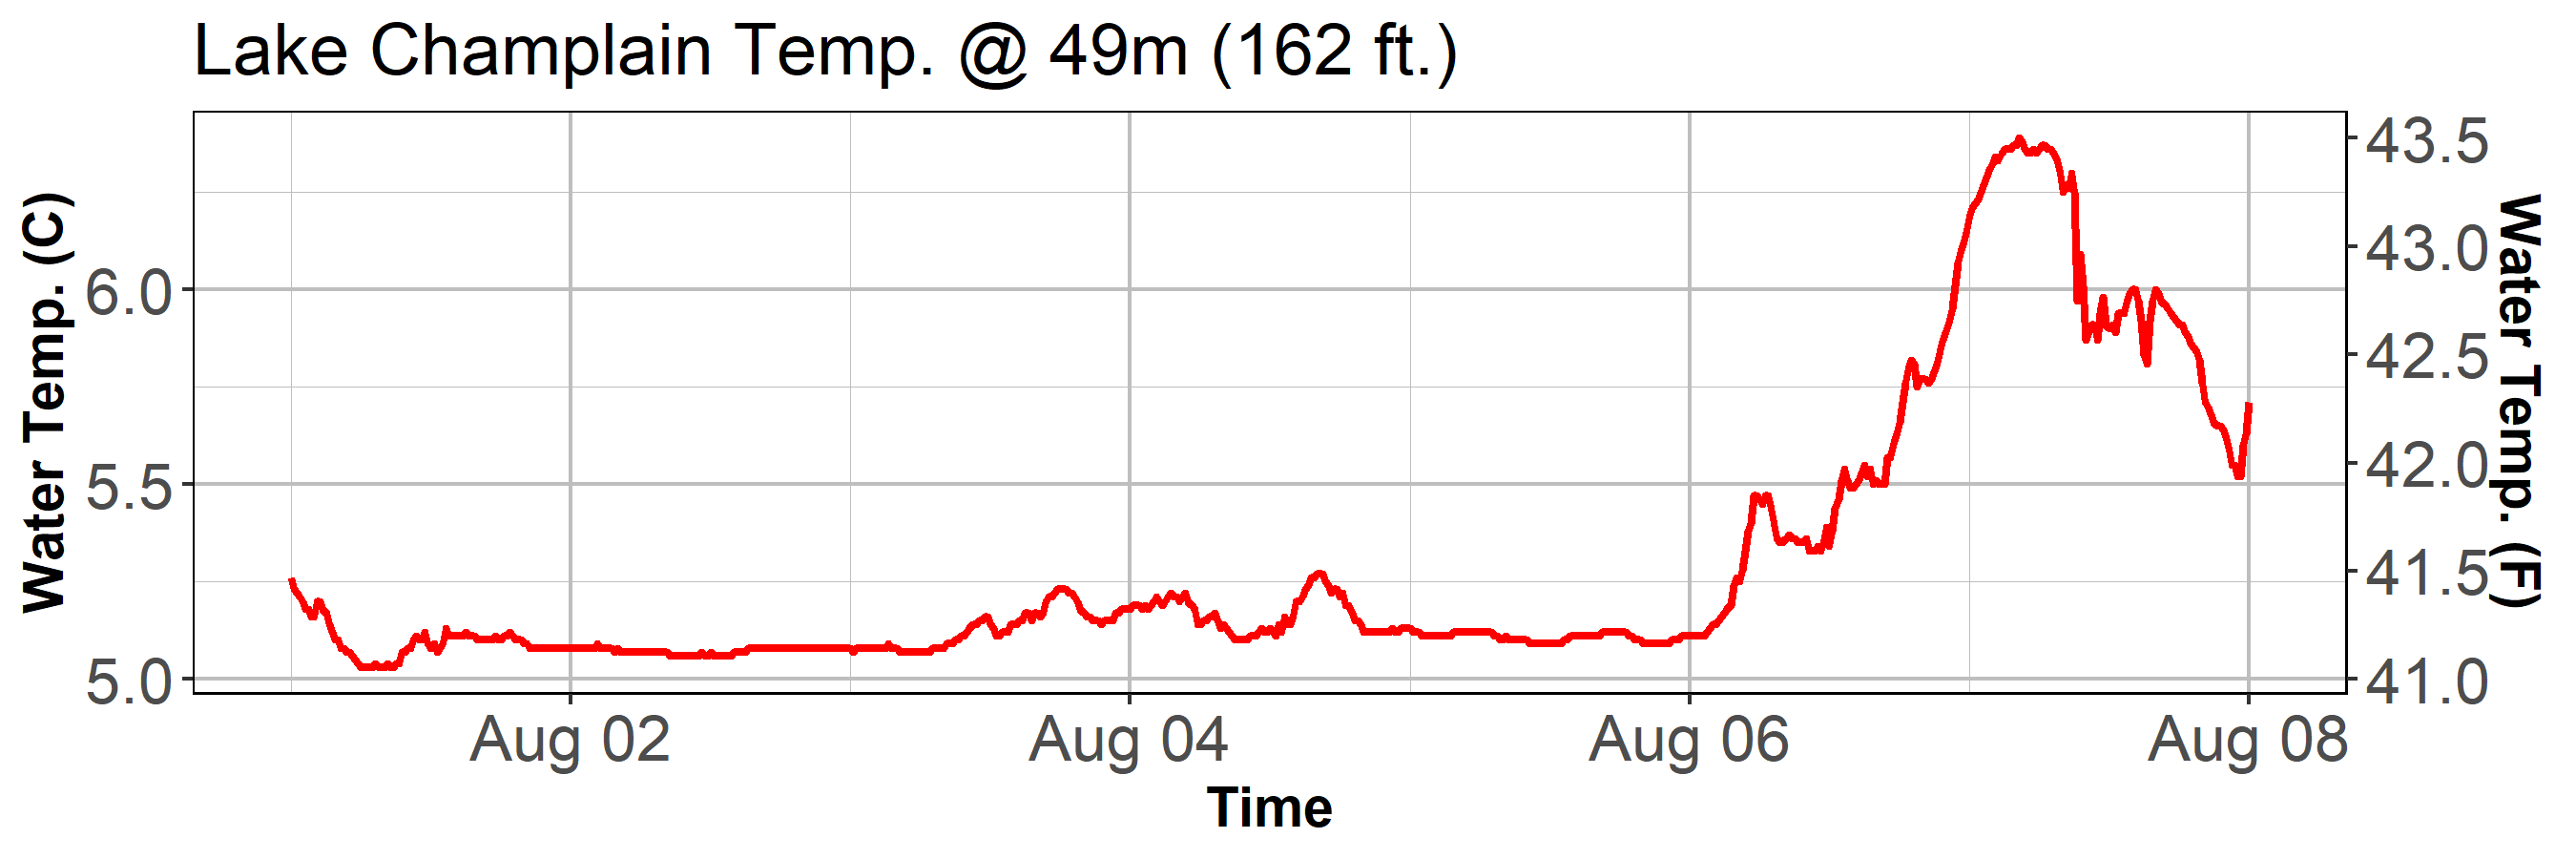 Lake Champlain Temp. @ 49m (162 ft.)
Water Temp. (C)
6.0
5.5
5.0
43.5
43.0
42.5
42.0
41.5
41.0
Water Temp. (F)
Aug 02 Aug 04 Aug 06 Aug 08
Time